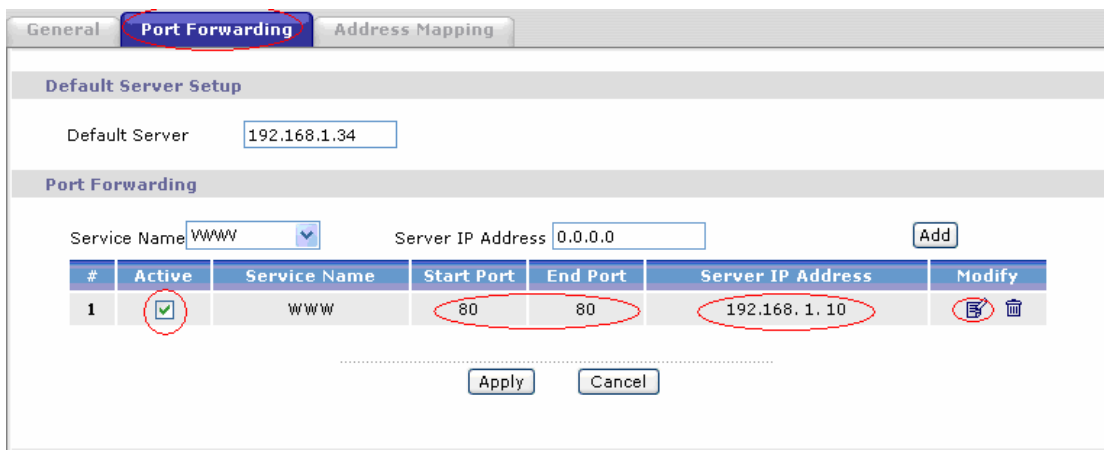 General Port Forwarding Address Mapping
Default Server Setup
Default Server 192.168.1.34
Port Forwarding
Service Name WWW Server IP Address 0.0.0.0 Add
# Active Service Name Start Port End Port Server IP Address Modify
1 WWW 80 80 192.168. 1. 10
Apply Cancel